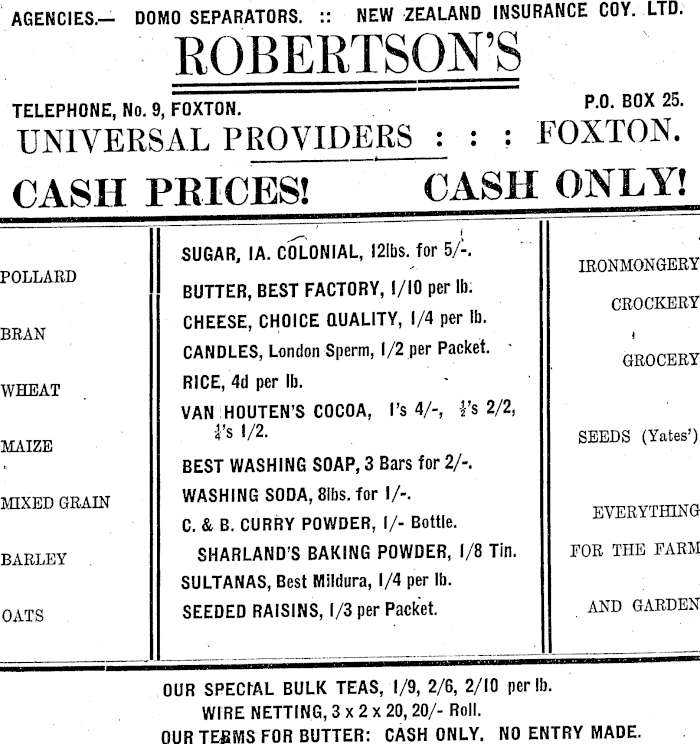 AGENCIES.— DOMO SEPARATORS. :: NEW ZEALAND INSURANCE COY. LTD.
ROBERTSON'S
TELEPHONE, No. 9, FOXTON. P.O. BOX 25.
UNIVERSAL PROVIDERS : : : FOXTON.
CASH PRICES! CASH ONLY!
POLLARD
BRAN
WHEAT
MAIZE
MIXED GRAIN
BARLEY
OATS
SUGAR, 1A. COLONIAL, 12lbs. for 5/-.
BUTTER, BEST FACTORY, 1/10 per lb.
CHEESE, CHOICE QUALITY, 1/4 per lb.
CANDLES, London Sperm, 1/2 per Packet.
RICE, 4d per lb.
VAN HOUTEN'S COCOA, 1's 4/-, ½'s 2/2,
¼'s 1/2.
BEST WASHING SOAP, 3 Bars for 2/-.
WASHING SODA, 8lbs. for 1/-.
C. & B. CURRY POWDER, 1/- Bottle.
SHARLAND'S BAKING POWDER, 1/8 Tin.
SULTANAS, Best Mildura, 1/4 per lb.
SEEDED RAISINS, 1/3 per Packet.
IRONMONGERY
CROCKERY
GROCERY
SEEDS (Yates')
EVERYTHING
FOR THE FARM
AND GARDEN
OUR SPECIAL BULK TEAS, 1/9, 2/6, 2/10 per lb.
WIRE NETTING, 3 x 2 x 20, 20/- Roll.
OUR TERMS FOR BUTTER: CASH ONLY. NO ENTRY MADE.